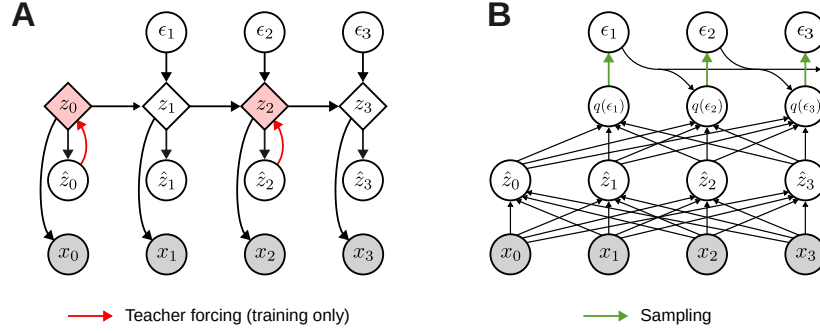 A
B
ϵ₁ ϵ₂ ϵ₃
ϵ₁ ϵ₂ ϵ₃
z₀ z₁ z₂ z₃
q(ϵ₁) q(ϵ₂) q(ϵ₃)
ẑ₀ ẑ₁ ẑ₂ ẑ₃
ẑ₀ ẑ₁ ẑ₂ ẑ₃
x₀ x₁ x₂ x₃
x₀ x₁ x₂ x₃
Teacher forcing (training only)
Sampling